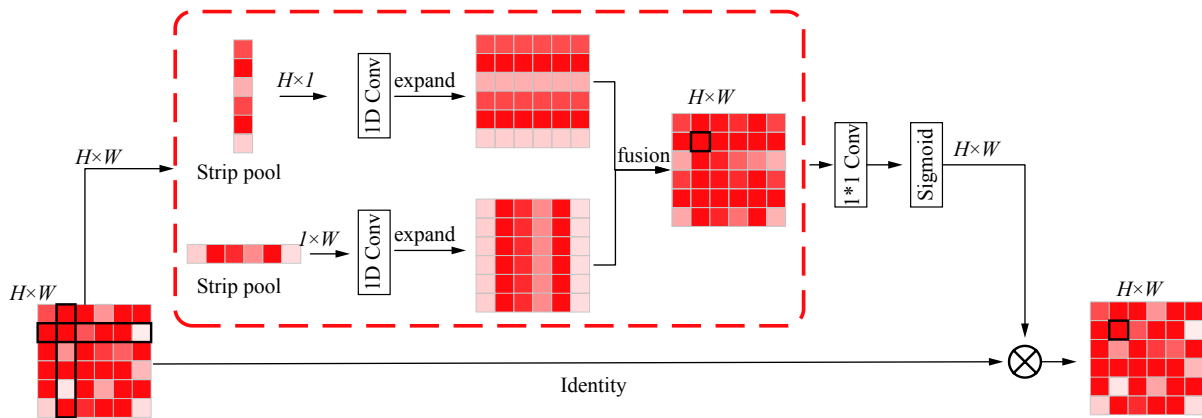 H×1
1D Conv
expand
H×W
Strip pool
H×W
fusion
1*1 Conv
Sigmoid
H×W
1×W
1D Conv
expand
Strip pool
H×W
H×W
Identity